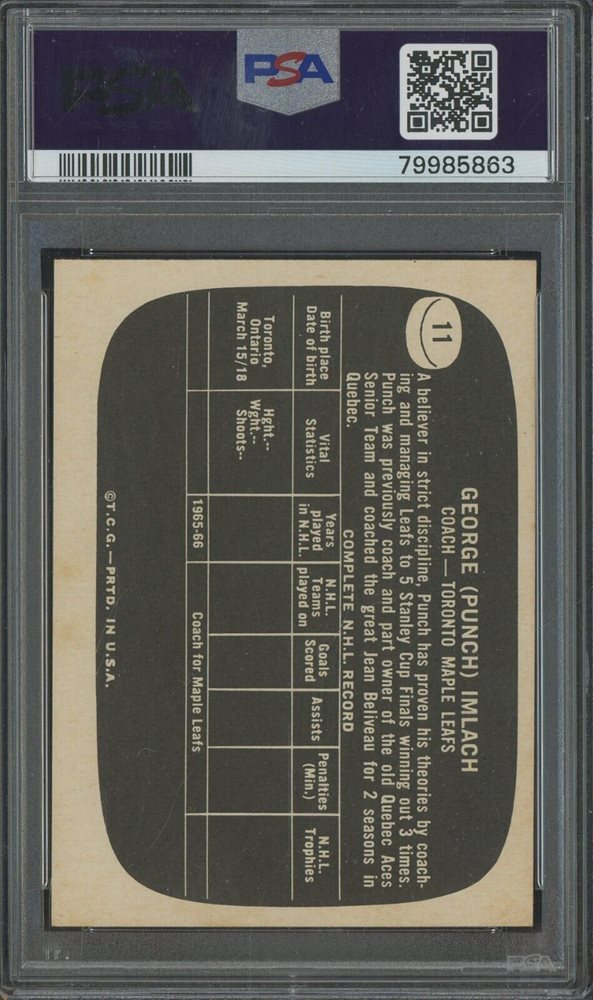 PSA
PSA
79985863
11
GEORGE (PUNCH) IMLACH
COACH — TORONTO MAPLE LEAFS
A believer in strict discipline, Punch has proven his theories by coach-
ing and managing Leafs to 5 Stanley Cup Finals winning out 3 times.
Punch was previously coach and part owner of the old Quebec Aces
Senior Team and coached the great Jean Beliveau for 2 seasons in
Quebec.
COMPLETE N.H.L. RECORD
Birth place
Date of birth
Vital
Statistics
Years
played
in N.H.L.
N.H.L.
Teams
played on
Goals
Scored
Assists
Penalties
(Min.)
N.H.L.
Trophies
Toronto,
Ontario
March 15/18
Hght.--
Wght.--
Shoots--
1965-66
Coach for Maple Leafs
©T.C.G.—PRTD. IN U.S.A.
PSA